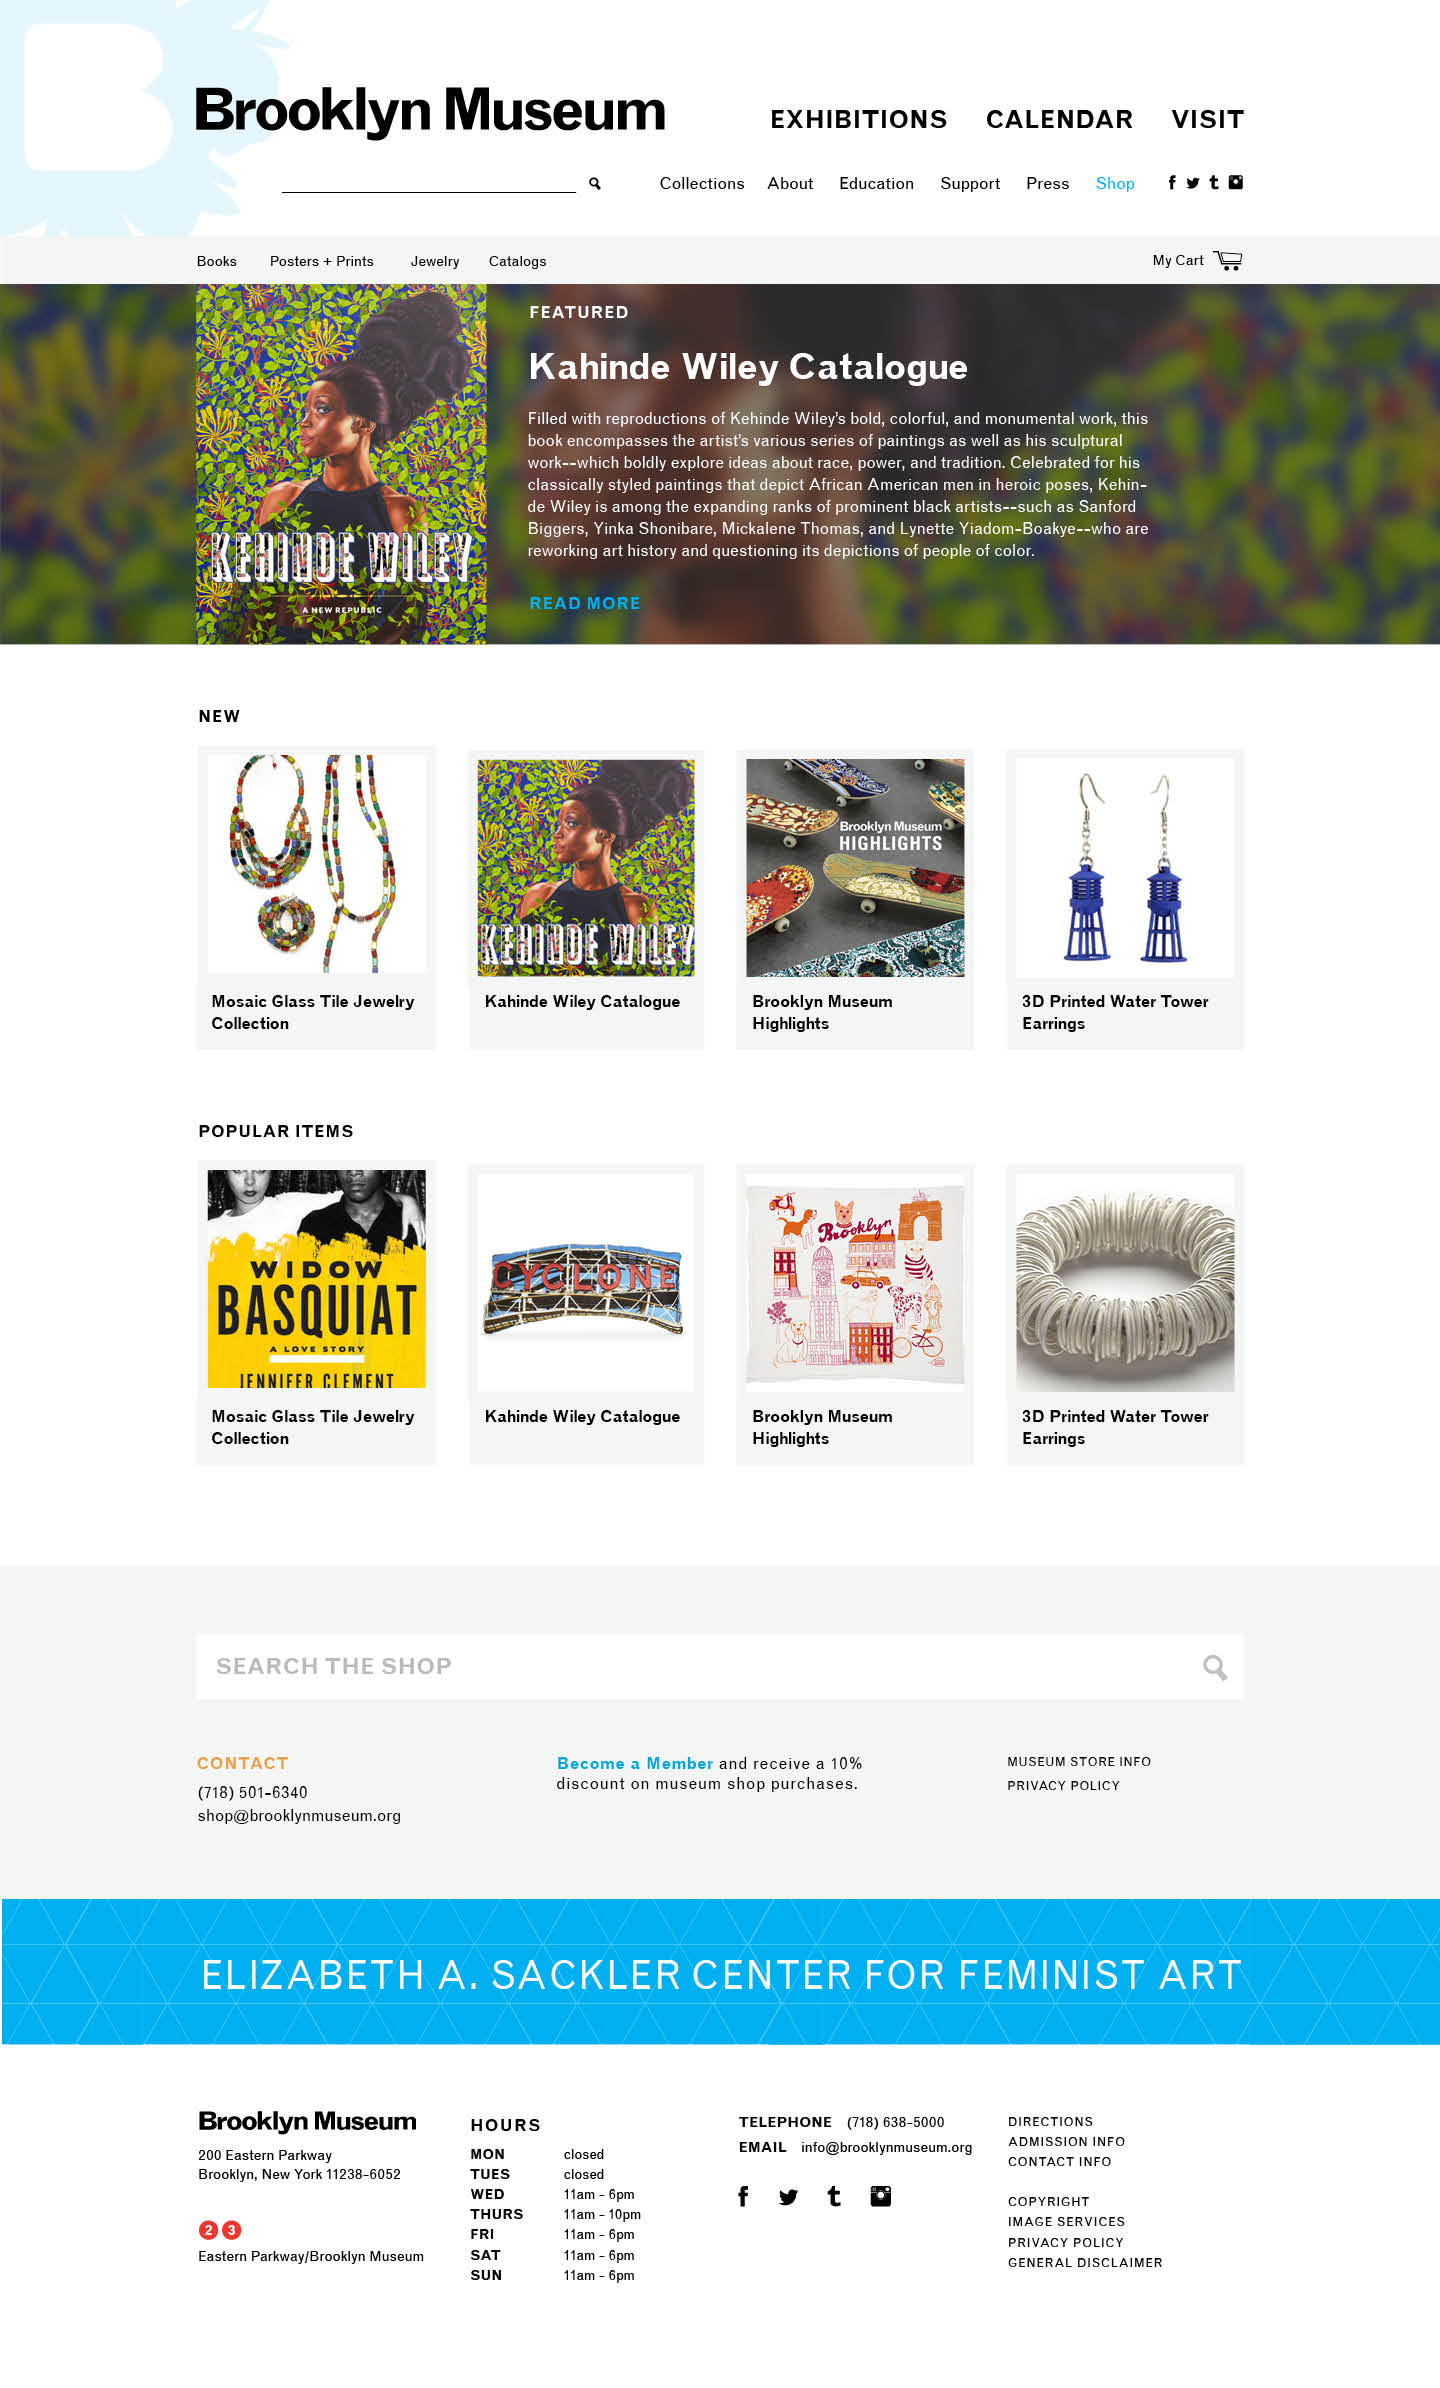 B
Brooklyn Museum
EXHIBITIONS CALENDAR VISIT
Collections About Education Support Press Shop
Books Posters + Prints Jewelry Catalogs My Cart
KEHINDE WILEY
A NEW REPUBLIC
FEATURED
Kahinde Wiley Catalogue
Filled with reproductions of Kehinde Wiley's bold, colorful, and monumental work, this
book encompasses the artist's various series of paintings as well as his sculptural
work--which boldly explore ideas about race, power, and tradition. Celebrated for his
classically styled paintings that depict African American men in heroic poses, Kehin-
de Wiley is among the expanding ranks of prominent black artists--such as Sanford
Biggers, Yinka Shonibare, Mickalene Thomas, and Lynette Yiadom-Boakye--who are
reworking art history and questioning its depictions of people of color.
READ MORE
NEW
KEHINDE WILEY
Brooklyn Museum
HIGHLIGHTS
Mosaic Glass Tile Jewelry
Collection
Kahinde Wiley Catalogue
Brooklyn Museum
Highlights
3D Printed Water Tower
Earrings
POPULAR ITEMS
WIDOW
BASQUIAT
A LOVE STORY
JENNIFER CLEMENT
CYCLONE
Brooklyn
Mosaic Glass Tile Jewelry
Collection
Kahinde Wiley Catalogue
Brooklyn Museum
Highlights
3D Printed Water Tower
Earrings
SEARCH THE SHOP
CONTACT
(718) 501-6340
shop@brooklynmuseum.org
Become a Member and receive a 10%
discount on museum shop purchases.
MUSEUM STORE INFO
PRIVACY POLICY
ELIZABETH A. SACKLER CENTER FOR FEMINIST ART
Brooklyn Museum
200 Eastern Parkway
Brooklyn, New York 11238-6052
2 3
Eastern Parkway/Brooklyn Museum
HOURS
MON closed
TUES closed
WED 11am - 6pm
THURS 11am - 10pm
FRI 11am - 6pm
SAT 11am - 6pm
SUN 11am - 6pm
TELEPHONE (718) 638-5000
EMAIL info@brooklynmuseum.org
DIRECTIONS
ADMISSION INFO
CONTACT INFO
COPYRIGHT
IMAGE SERVICES
PRIVACY POLICY
GENERAL DISCLAIMER